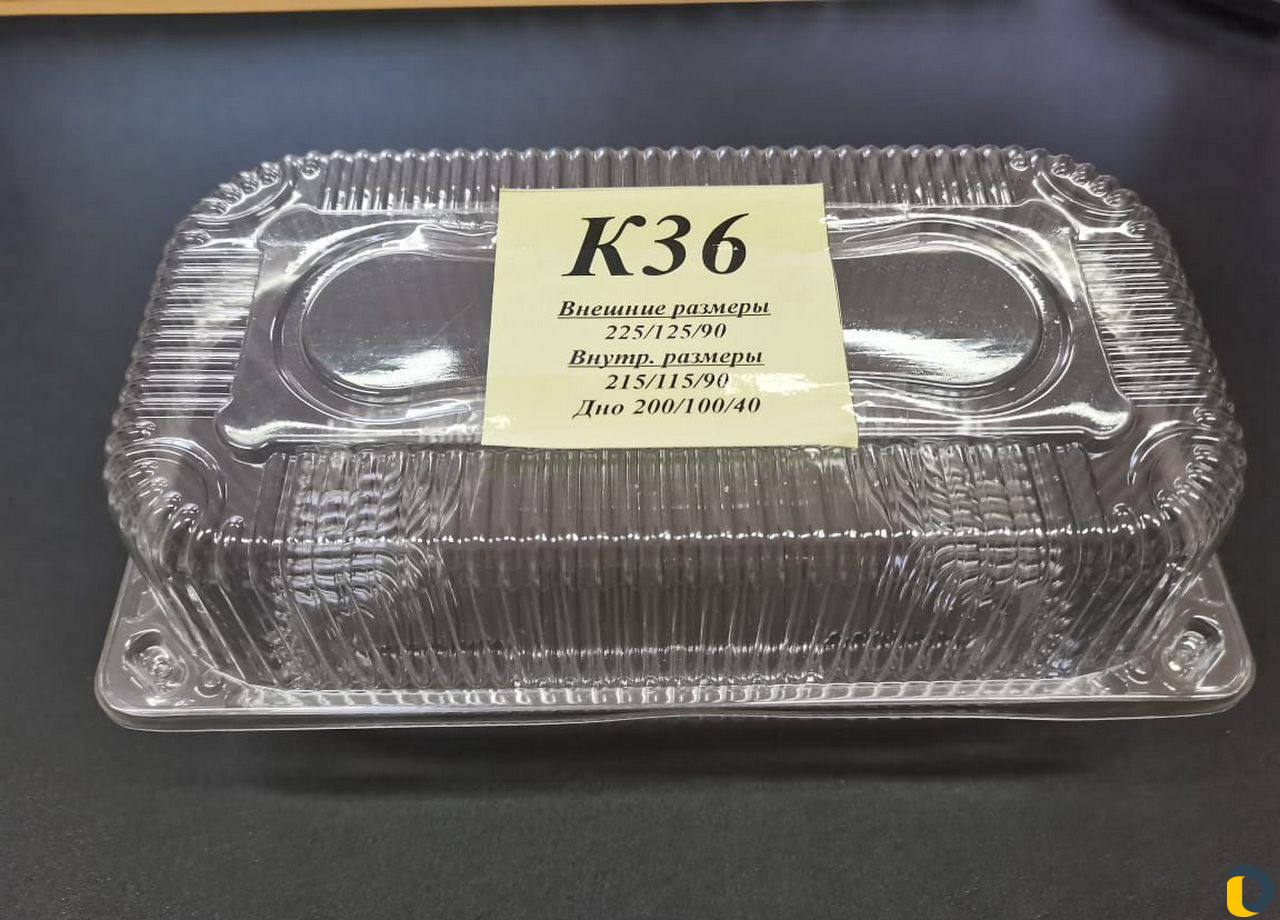 К36
Внешние размеры
225/125/90
Внутр. размеры
215/115/90
Дно 200/100/40